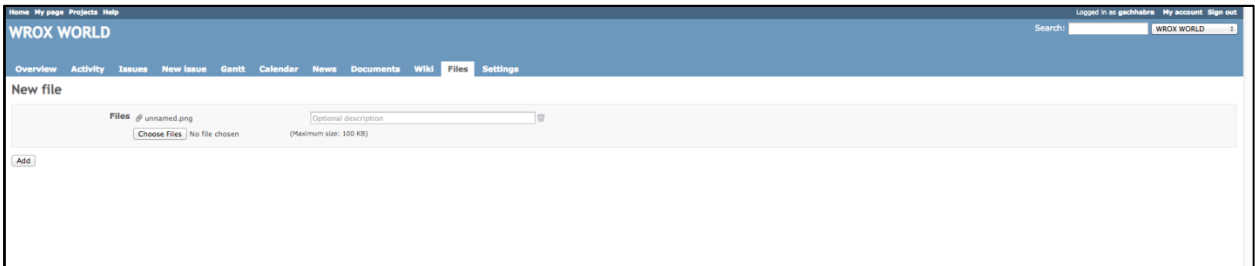 Home My page Projects Help Logged in as gachhabra My account Sign out
WROX WORLD Search: WROX WORLD
Overview Activity Issues New issue Gantt Calendar News Documents Wiki Files Settings
New file
Files unnamed.png Optional description
Choose Files No file chosen (Maximum size: 100 KB)
Add